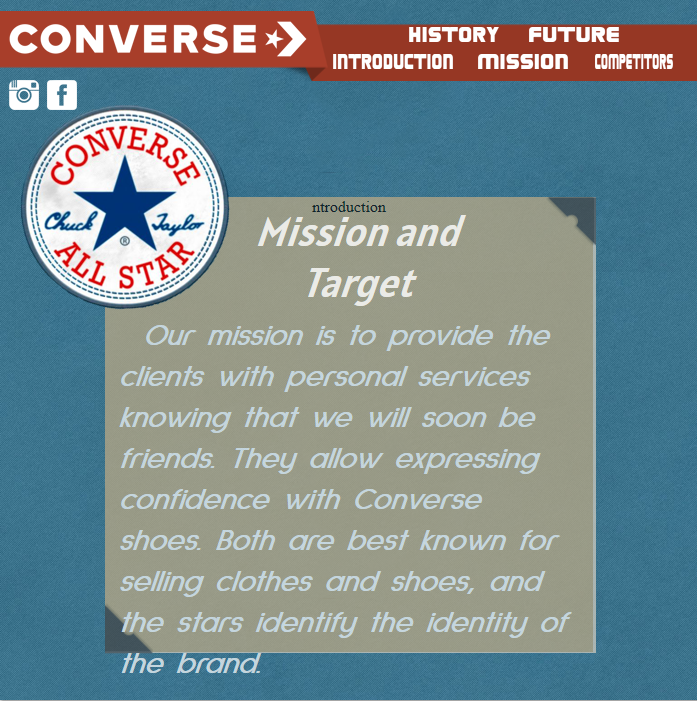 CONVERSE
HISTORY FUTURE
INTRODUCTION MISSION COMPETITORS
CONVERSE
Chuck Taylor
®
ALL STAR
ntroduction
Mission and
Target
Our mission is to provide the
clients with personal services
knowing that we will soon be
friends. They allow expressing
confidence with Converse
shoes. Both are best known for
selling clothes and shoes, and
the stars identify the identity of
the brand.